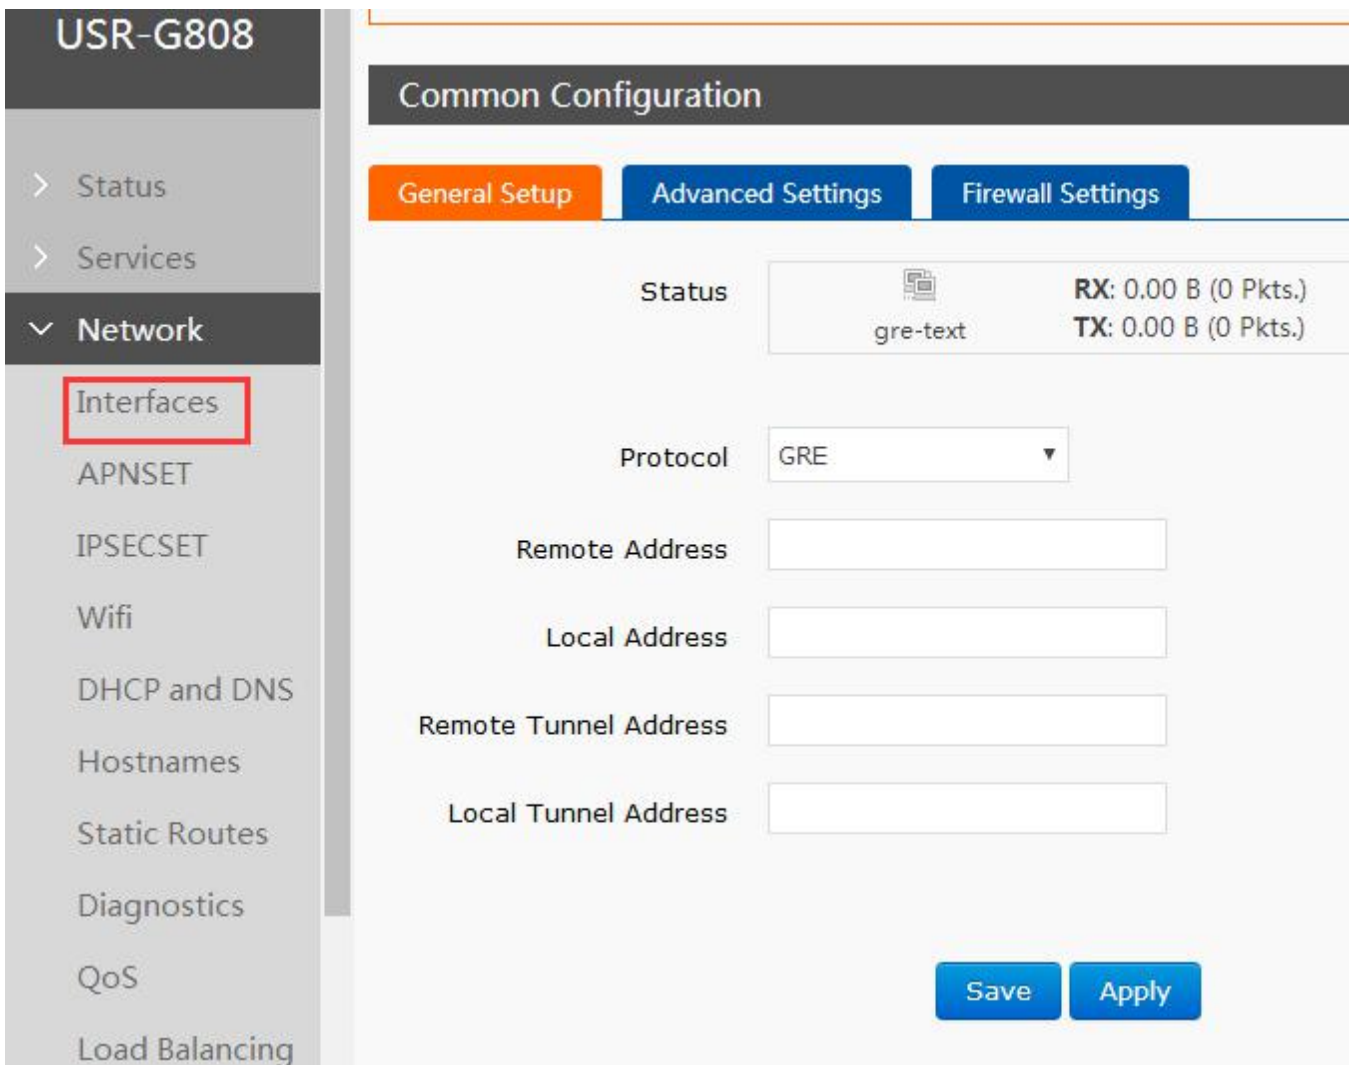 USR-G808
Status
Services
Network
Interfaces
APNSET
IPSECSET
Wifi
DHCP and DNS
Hostnames
Static Routes
Diagnostics
QoS
Load Balancing
Common Configuration
General Setup
Advanced Settings
Firewall Settings
Status
gre-text
RX: 0.00 B (0 Pkts.)
TX: 0.00 B (0 Pkts.)
Protocol
GRE
Remote Address
Local Address
Remote Tunnel Address
Local Tunnel Address
Save
Apply